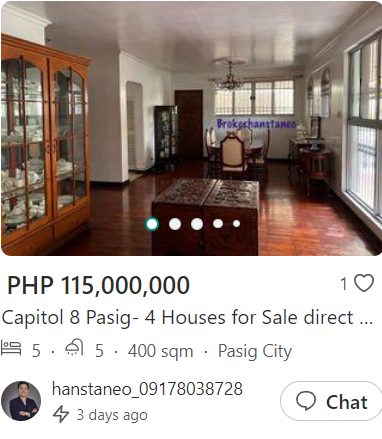 Brokerhanstaneo
PHP 115,000,000
1
Capitol 8 Pasig- 4 Houses for Sale direct ...
5 · 5 · 400 sqm · Pasig City
hanstaneo_09178038728
3 days ago
Chat